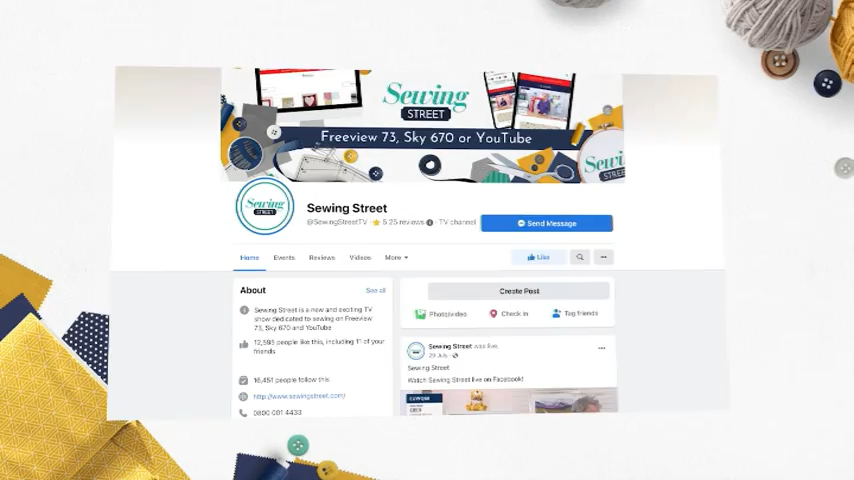 Sewing
STREET
Freeview 73, Sky 670 or YouTube
Sewing
STREET
Sewing
STREET
Sewing Street
@SewingStreetTV · 5 25 reviews · TV channel
Send Message
Home Events Reviews Videos More
Like
About See all
Create Post
Sewing Street is a new and exciting TV
show dedicated to sewing on Freeview
73, Sky 670 and YouTube
Photo/video Check in Tag friends
12,595 people like this, including 11 of your
friends
Sewing Street was live.
29 July
Sewing Street
Watch Sewing Street live on Facebook!
16,451 people follow this
http://www.sewingstreet.com/
0800 001 4433